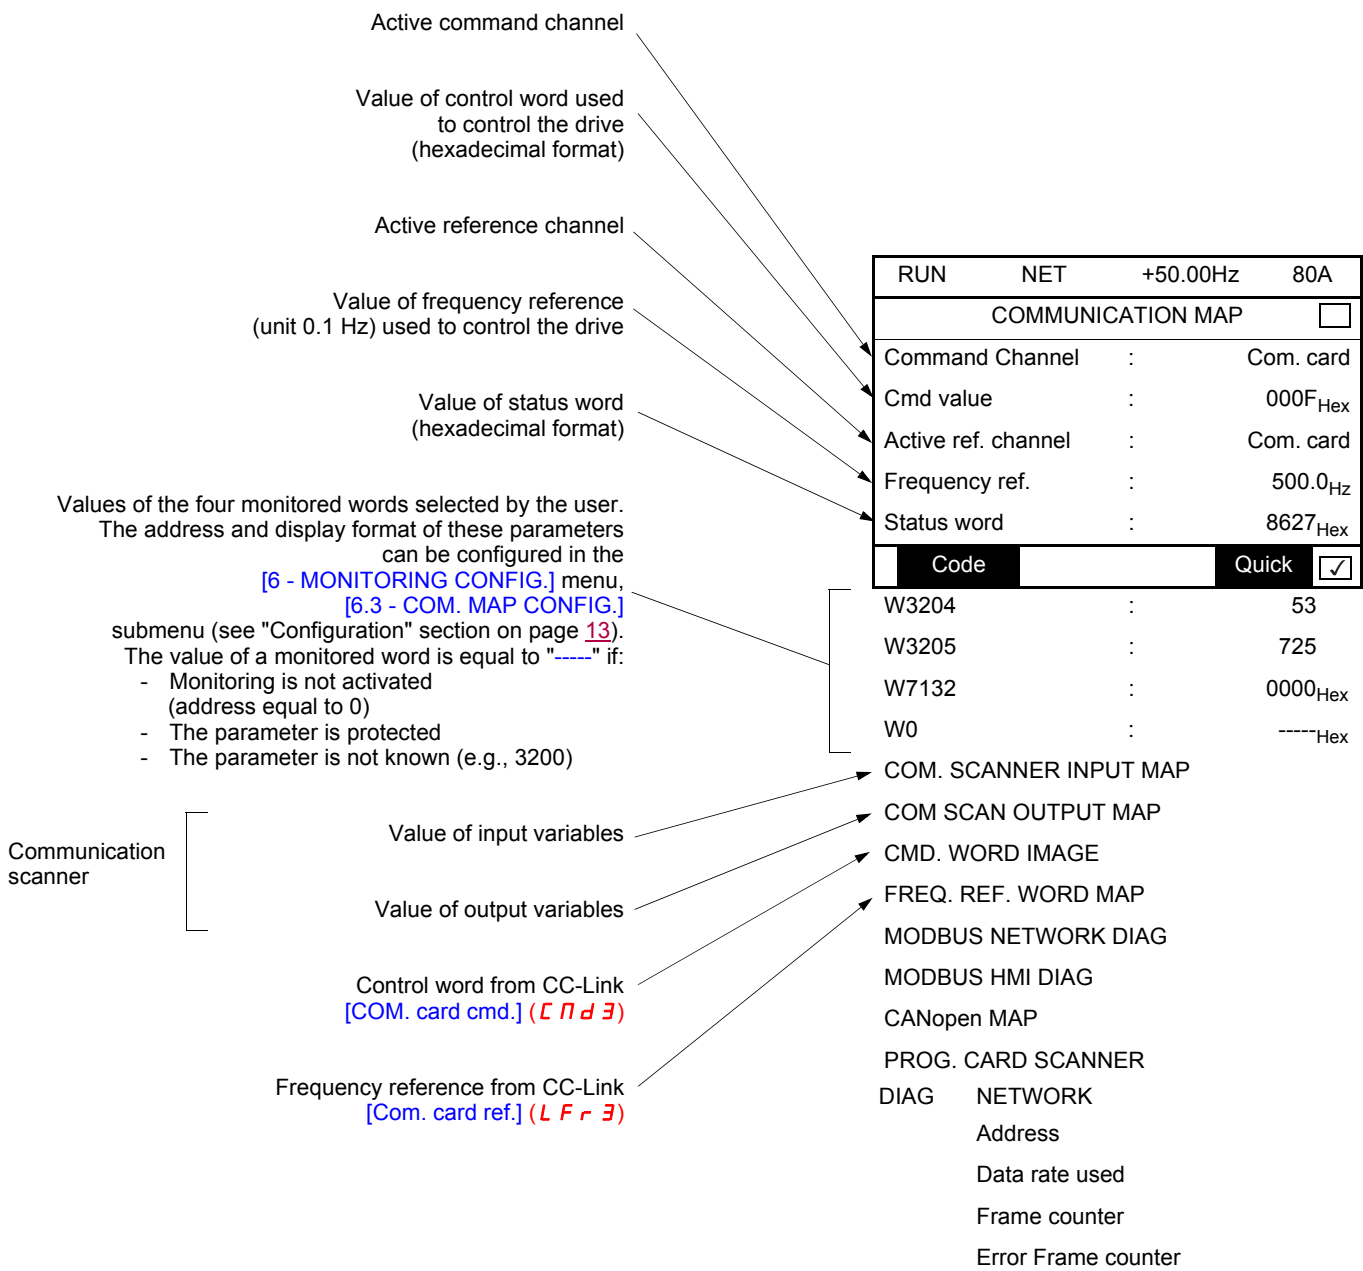 Active command channel
Value of control word used
to control the drive
(hexadecimal format)
Active reference channel
Value of frequency reference
(unit 0.1 Hz) used to control the drive
Value of status word
(hexadecimal format)
Values of the four monitored words selected by the user.
The address and display format of these parameters
can be configured in the
[6 - MONITORING CONFIG.] menu,
[6.3 - COM. MAP CONFIG.]
submenu (see "Configuration" section on page 13).
The value of a monitored word is equal to "-----" if:
- Monitoring is not activated
(address equal to 0)
- The parameter is protected
- The parameter is not known (e.g., 3200)
Communication
scanner
Value of input variables
Value of output variables
Control word from CC-Link
[COM. card cmd.] (CMd3)
Frequency reference from CC-Link
[Com. card ref.] (LFr3)
RUN NET +50.00Hz 80A
COMMUNICATION MAP
Command Channel : Com. card
Cmd value : 000FHex
Active ref. channel : Com. card
Frequency ref. : 500.0Hz
Status word : 8627Hex
Code Quick ✓
W3204 : 53
W3205 : 725
W7132 : 0000Hex
W0 : -----Hex
COM. SCANNER INPUT MAP
COM SCAN OUTPUT MAP
CMD. WORD IMAGE
FREQ. REF. WORD MAP
MODBUS NETWORK DIAG
MODBUS HMI DIAG
CANopen MAP
PROG. CARD SCANNER
DIAG NETWORK
Address
Data rate used
Frame counter
Error Frame counter